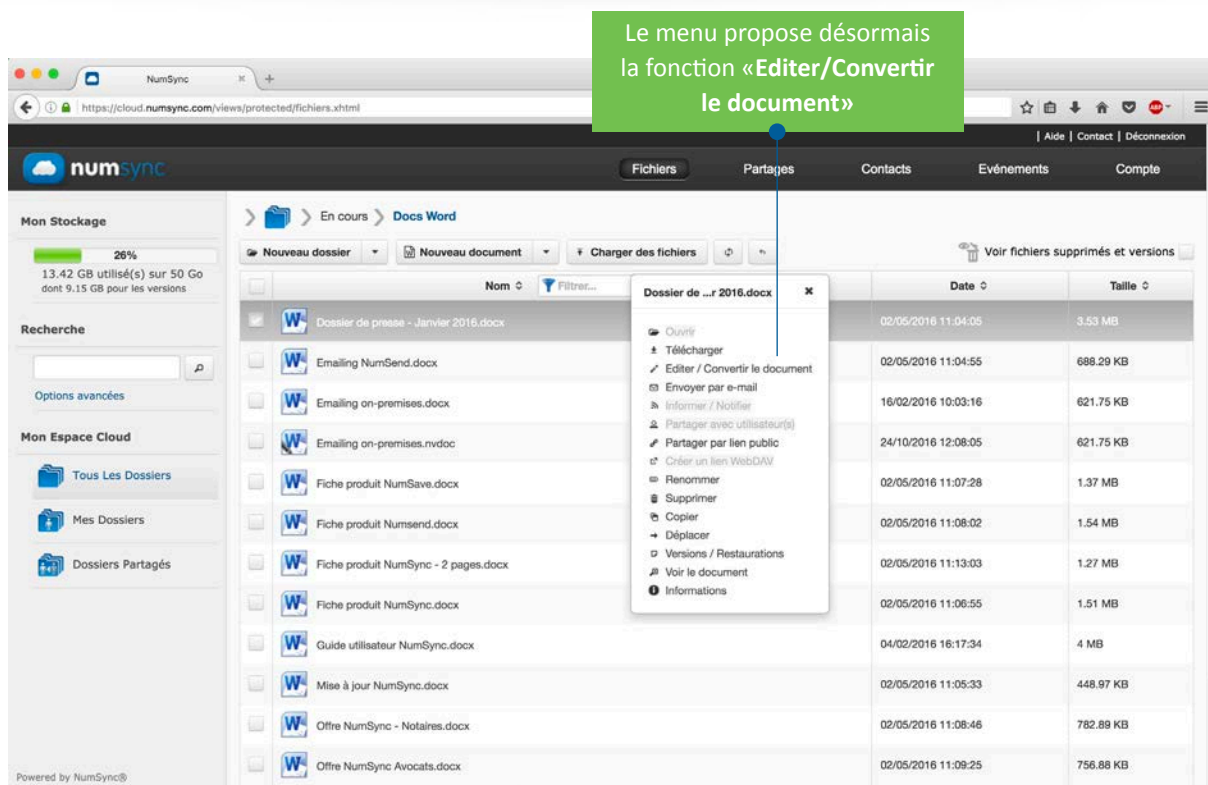 Le menu propose désormais
la fonction «Editer/Convertir
le document»
NumSync
https://cloud.numsync.com/views/protected/fichiers.xhtml
ABP
| Aide | Contact | Déconnexion
numsync
Fichiers Partages Contacts Evénements Compte
Mon Stockage
26%
13.42 GB utilisé(s) sur 50 Go
dont 9.15 GB pour les versions
Recherche
Options avancées
Mon Espace Cloud
Tous Les Dossiers
Mes Dossiers
Dossiers Partagés
Powered by NumSync®
En cours Docs Word
Nouveau dossier Nouveau document Charger des fichiers Voir fichiers supprimés et versions
Nom Filtrer... Date Taille
Dossier de presse - Janvier 2016.docx 02/05/2016 11:04:05 3.53 MB
Emailing NumSend.docx 02/05/2016 11:04:55 688.29 KB
Emailing on-premises.docx 16/02/2016 10:03:16 621.75 KB
Emailing on-premises.nvdoc 24/10/2016 12:08:05 621.75 KB
Fiche produit NumSave.docx 02/05/2016 11:07:28 1.37 MB
Fiche produit Numsend.docx 02/05/2016 11:08:02 1.54 MB
Fiche produit NumSync - 2 pages.docx 02/05/2016 11:13:03 1.27 MB
Fiche produit NumSync.docx 02/05/2016 11:06:55 1.51 MB
Guide utilisateur NumSync.docx 04/02/2016 16:17:34 4 MB
Mise à jour NumSync.docx 02/05/2016 11:05:33 448.97 KB
Offre NumSync - Notaires.docx 02/05/2016 11:08:46 782.89 KB
Offre NumSync Avocats.docx 02/05/2016 11:09:25 756.88 KB
Dossier de ...r 2016.docx
Ouvrir
Télécharger
Editer / Convertir le document
Envoyer par e-mail
Informer / Notifier
Partager avec utilisateur(s)
Partager par lien public
Créer un lien WebDAV
Renommer
Supprimer
Copier
Déplacer
Versions / Restaurations
Voir le document
Informations